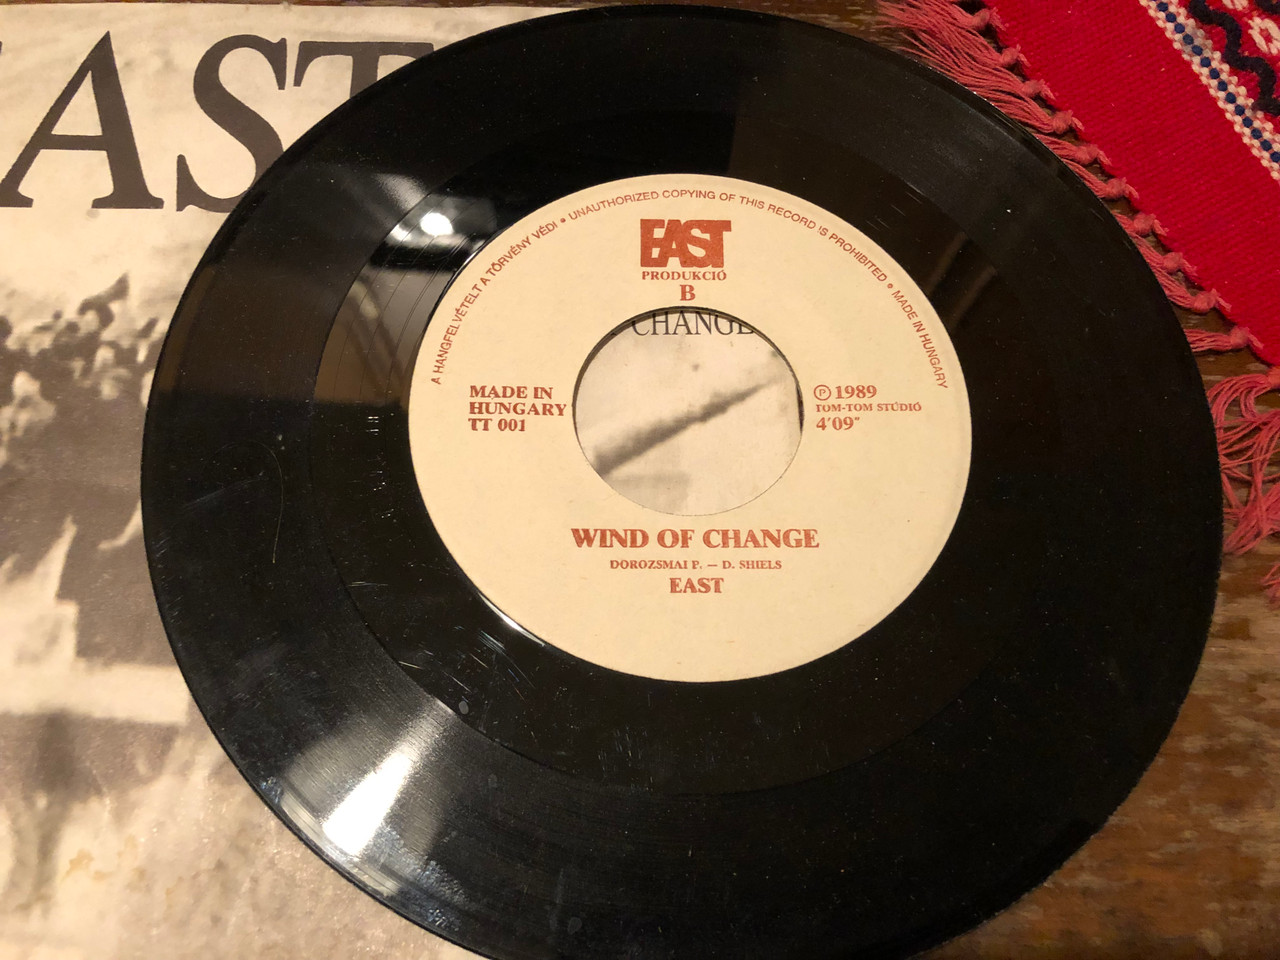 EAST
A HANGFELVÉTELT A TÖRVÉNY VÉDI • UNAUTHORIZED COPYING OF THIS RECORD IS PROHIBITED • MADE IN HUNGARY
EAST
PRODUKCIÓ
B
CHANGE
MADE IN
HUNGARY
TT 001
℗ 1989
TOM-TOM STÚDIÓ
4'09"
WIND OF CHANGE
DOROZSMAI P. — D. SHIELS
EAST